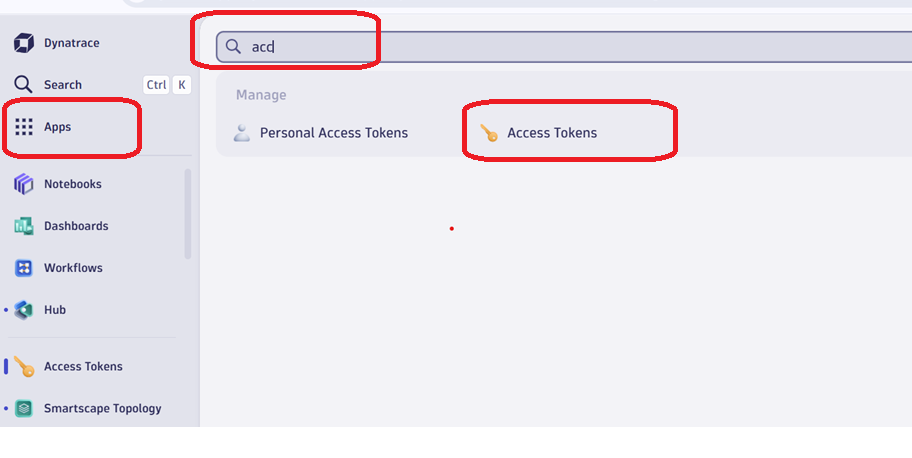 Dynatrace
Search Ctrl K
Apps
Notebooks
Dashboards
Workflows
Hub
Access Tokens
Smartscape Topology
acc
Manage
Personal Access Tokens
Access Tokens